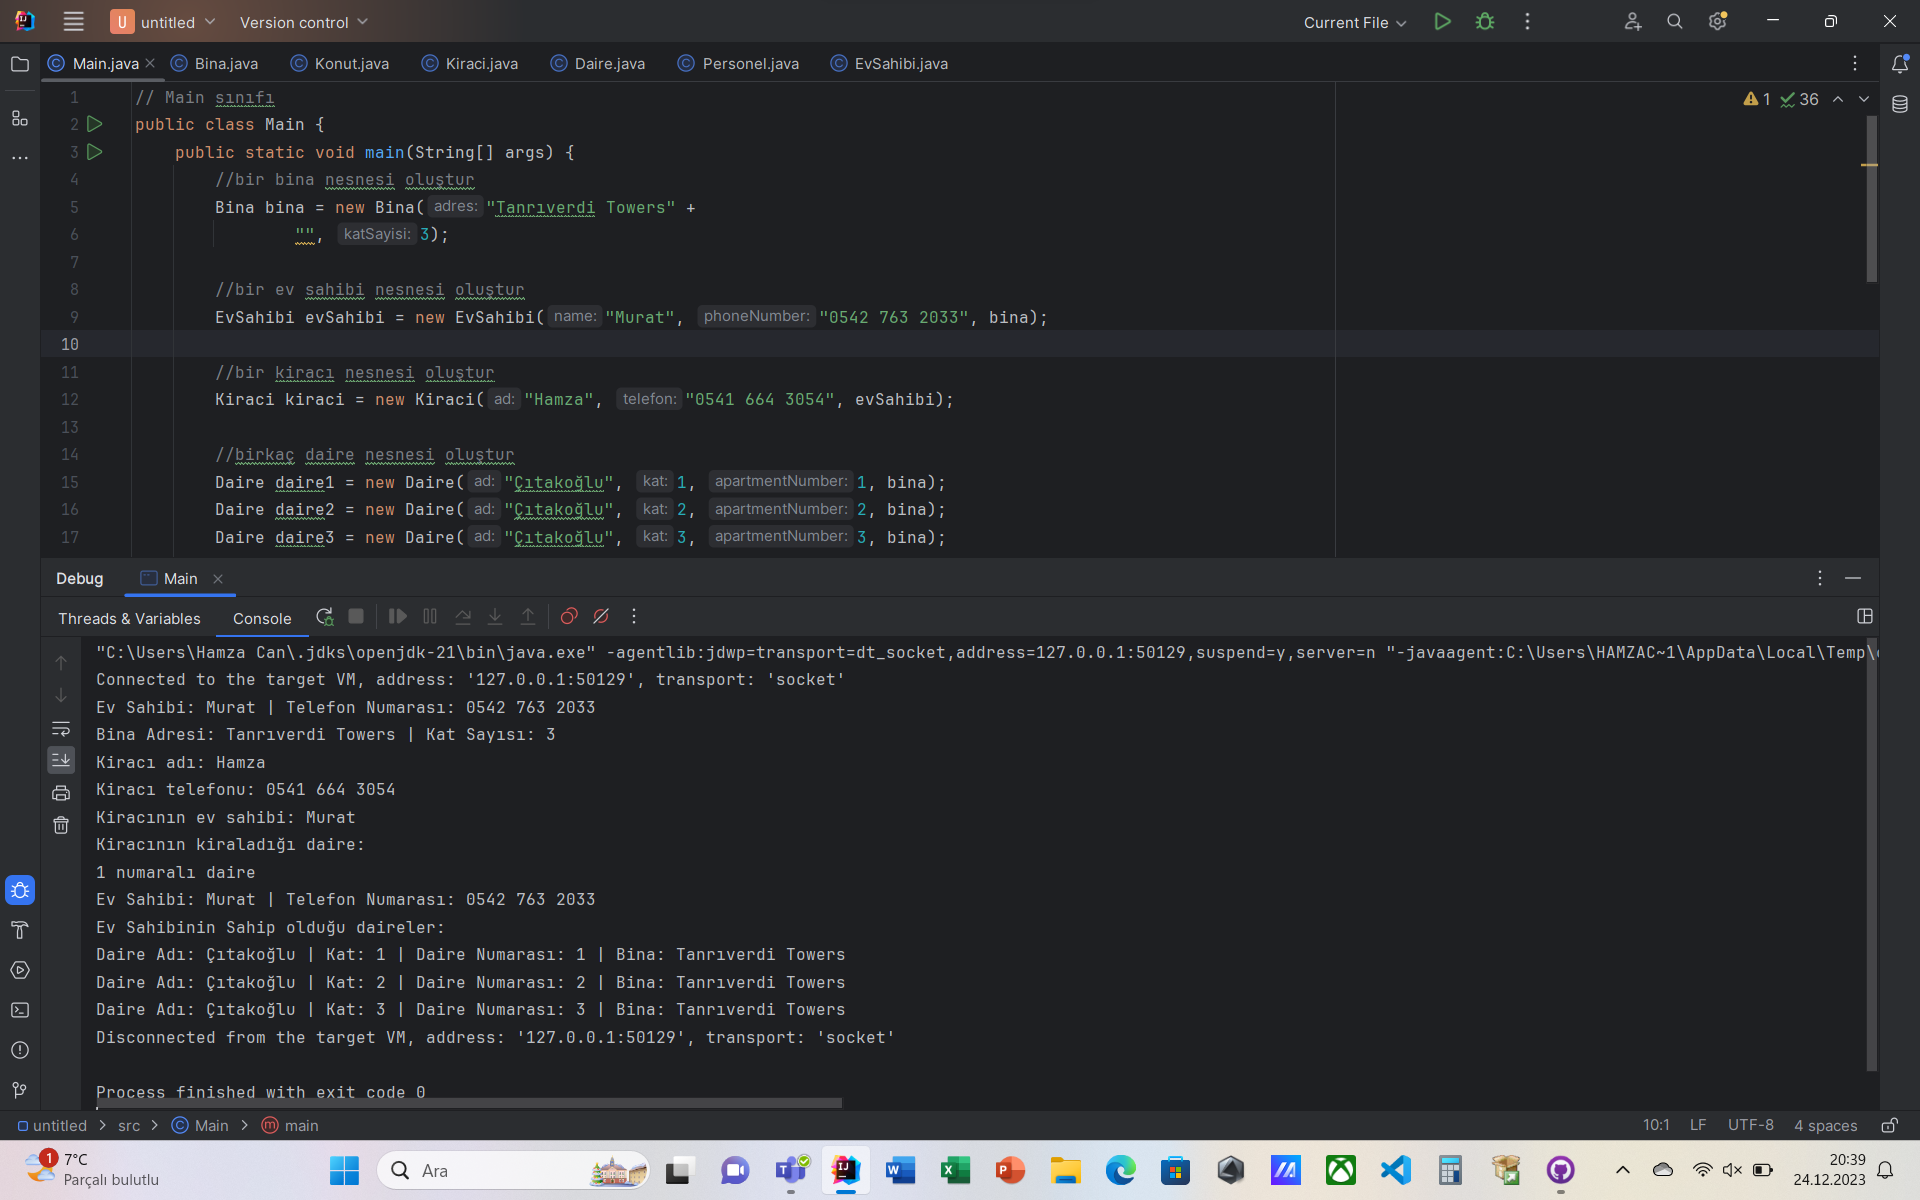 U untitled Version control Current File
Main.java Bina.java Konut.java Kiraci.java Daire.java Personel.java EvSahibi.java
1 // Main sınıfı
1 36
2 public class Main {
3 public static void main(String[] args) {
4 //bir bina nesnesi oluştur
5 Bina bina = new Bina( adres: "Tanrıverdi Towers" +
6 "", katSayisi: 3);
7
8 //bir ev sahibi nesnesi oluştur
9 EvSahibi evSahibi = new EvSahibi( name: "Murat", phoneNumber: "0542 763 2033", bina);
10
11 //bir kiracı nesnesi oluştur
12 Kiraci kiraci = new Kiraci( ad: "Hamza", telefon: "0541 664 3054", evSahibi);
13
14 //birkaç daire nesnesi oluştur
15 Daire daire1 = new Daire( ad: "Çıtakoğlu", kat: 1, apartmentNumber: 1, bina);
16 Daire daire2 = new Daire( ad: "Çıtakoğlu", kat: 2, apartmentNumber: 2, bina);
17 Daire daire3 = new Daire( ad: "Çıtakoğlu", kat: 3, apartmentNumber: 3, bina);
Debug Main
Threads & Variables Console
"C:\Users\Hamza Can\.jdks\openjdk-21\bin\java.exe" -agentlib:jdwp=transport=dt_socket,address=127.0.0.1:50129,suspend=y,server=n "-javaagent:C:\Users\HAMZAC~1\AppData\Local\Temp\
Connected to the target VM, address: '127.0.0.1:50129', transport: 'socket'
Ev Sahibi: Murat | Telefon Numarası: 0542 763 2033
Bina Adresi: Tanrıverdi Towers | Kat Sayısı: 3
Kiracı adı: Hamza
Kiracı telefonu: 0541 664 3054
Kiracının ev sahibi: Murat
Kiracının kiraladığı daire:
1 numaralı daire
Ev Sahibi: Murat | Telefon Numarası: 0542 763 2033
Ev Sahibinin Sahip olduğu daireler:
Daire Adı: Çıtakoğlu | Kat: 1 | Daire Numarası: 1 | Bina: Tanrıverdi Towers
Daire Adı: Çıtakoğlu | Kat: 2 | Daire Numarası: 2 | Bina: Tanrıverdi Towers
Daire Adı: Çıtakoğlu | Kat: 3 | Daire Numarası: 3 | Bina: Tanrıverdi Towers
Disconnected from the target VM, address: '127.0.0.1:50129', transport: 'socket'
Process finished with exit code 0
untitled > src > Main > main 10:1 LF UTF-8 4 spaces
1 7°C
Parçalı bulutlu
Ara
20:39
24.12.2023